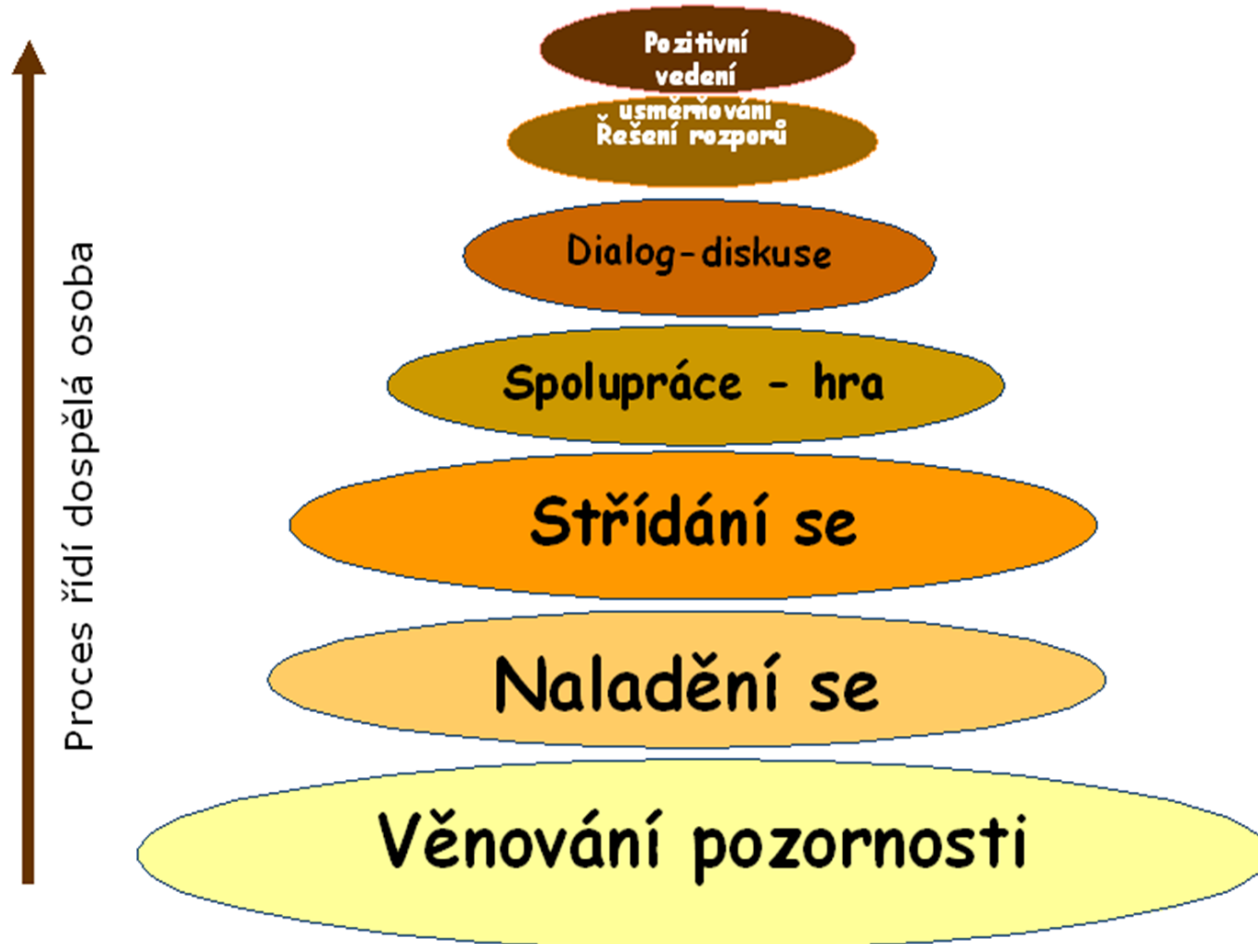 Pozitivní
vedení
usměrňování
Řešení rozporů
Dialog-diskuse
Spolupráce - hra
Střídání se
Naladění se
Věnování pozornosti
Proces řídí dospělá osoba